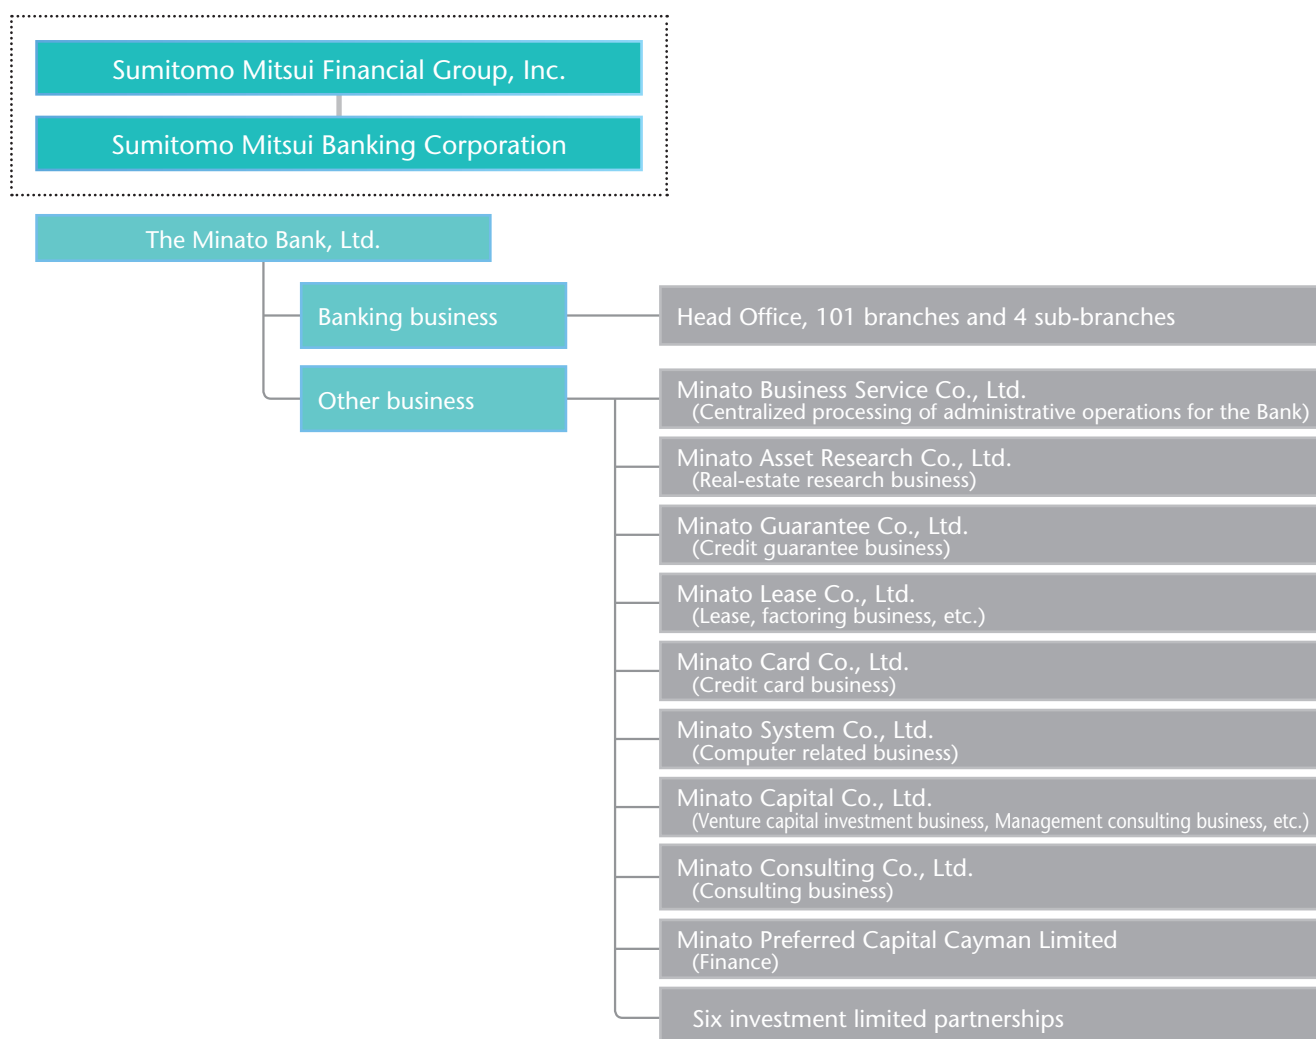 Sumitomo Mitsui Financial Group, Inc.
Sumitomo Mitsui Banking Corporation
The Minato Bank, Ltd.
Banking business
Head Office, 101 branches and 4 sub-branches
Other business
Minato Business Service Co., Ltd.
(Centralized processing of administrative operations for the Bank)
Minato Asset Research Co., Ltd.
(Real-estate research business)
Minato Guarantee Co., Ltd.
(Credit guarantee business)
Minato Lease Co., Ltd.
(Lease, factoring business, etc.)
Minato Card Co., Ltd.
(Credit card business)
Minato System Co., Ltd.
(Computer related business)
Minato Capital Co., Ltd.
(Venture capital investment business, Management consulting business, etc.)
Minato Consulting Co., Ltd.
(Consulting business)
Minato Preferred Capital Cayman Limited
(Finance)
Six investment limited partnerships